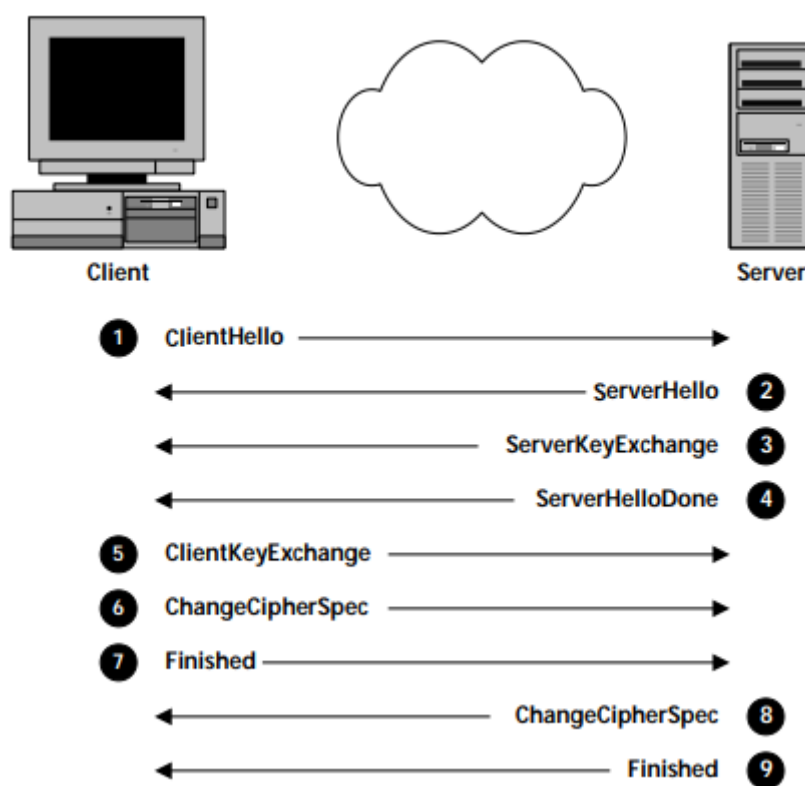 Client
Server
1 ClientHello
ServerHello 2
ServerKeyExchange 3
ServerHelloDone 4
5 ClientKeyExchange
6 ChangeCipherSpec
7 Finished
ChangeCipherSpec 8
Finished 9